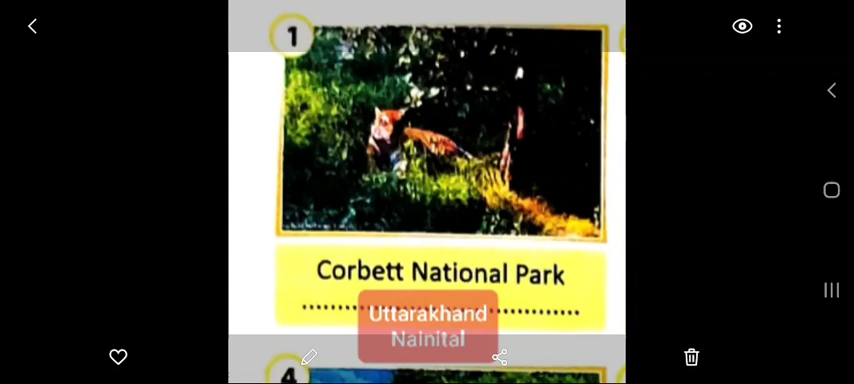 1
Corbett National Park
Uttarakhand
Nainital
4